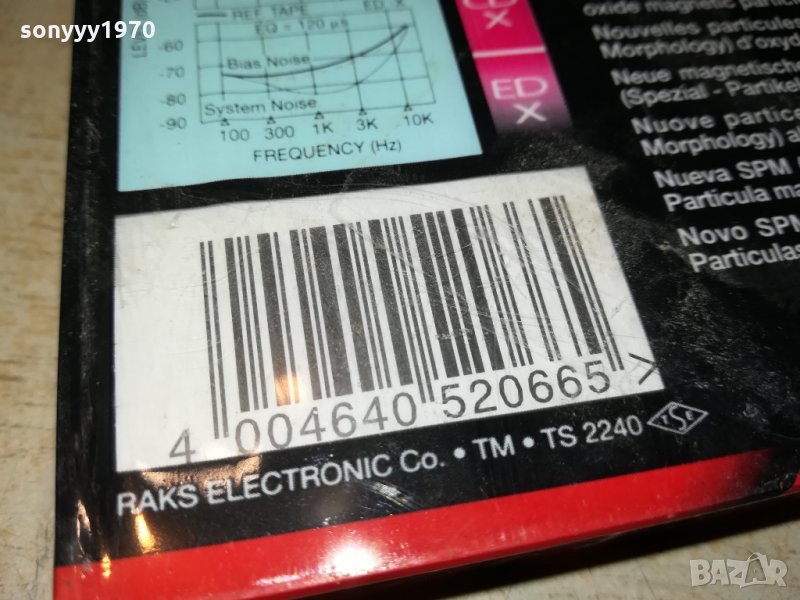 sonyyy1970
REF TAPE ED X
EQ = 120 µs
-60
Bias Noise
-70
-80
System Noise
-90
100 300 1K 3K 10K
FREQUENCY (Hz)
X
ED
X
oxide magnetic
Nouvelles
Morphology) d'oxyd
Neue magnetische
(Spezial - Partikel
Nuove partice
Morphology) al
Nueva SPM
Particula ma
Novo SPM
Particulas
4 004640 520665 >
RAKS ELECTRONIC Co. • TM • TS 2240 TSE
BAZAR